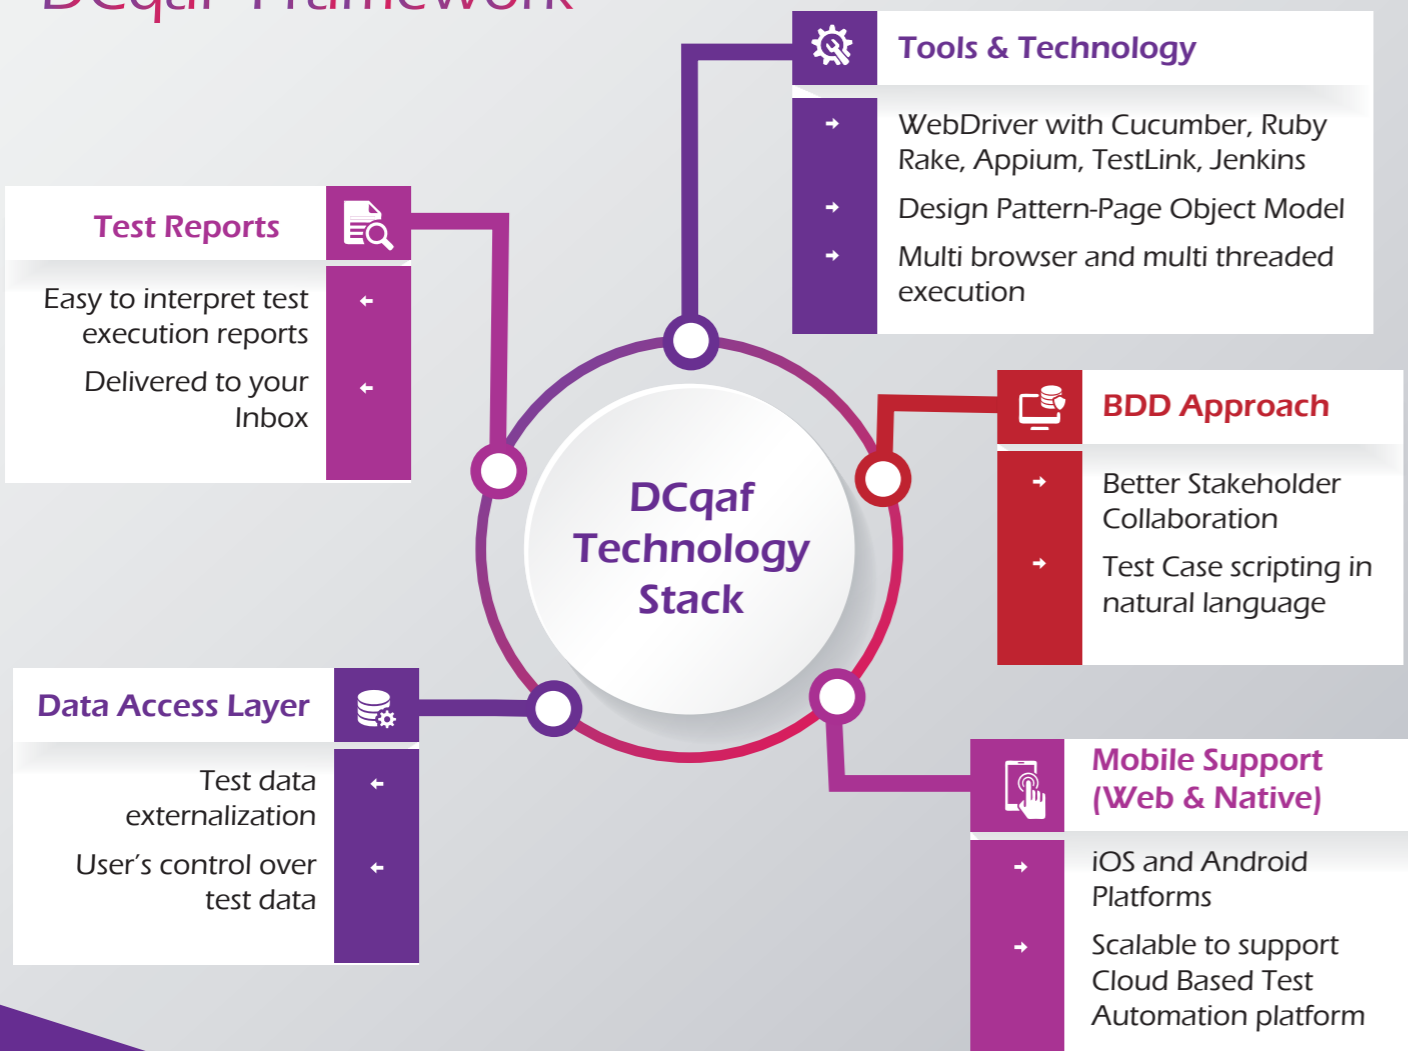 DCqaf Framework
Tools & Technology
WebDriver with Cucumber, Ruby
Rake, Appium, TestLink, Jenkins
Design Pattern-Page Object Model
Multi browser and multi threaded
execution
Test Reports
Easy to interpret test
execution reports
Delivered to your
Inbox
BDD Approach
Better Stakeholder
Collaboration
Test Case scripting in
natural language
DCqaf
Technology
Stack
Data Access Layer
Test data
externalization
User's control over
test data
Mobile Support
(Web & Native)
iOS and Android
Platforms
Scalable to support
Cloud Based Test
Automation platform